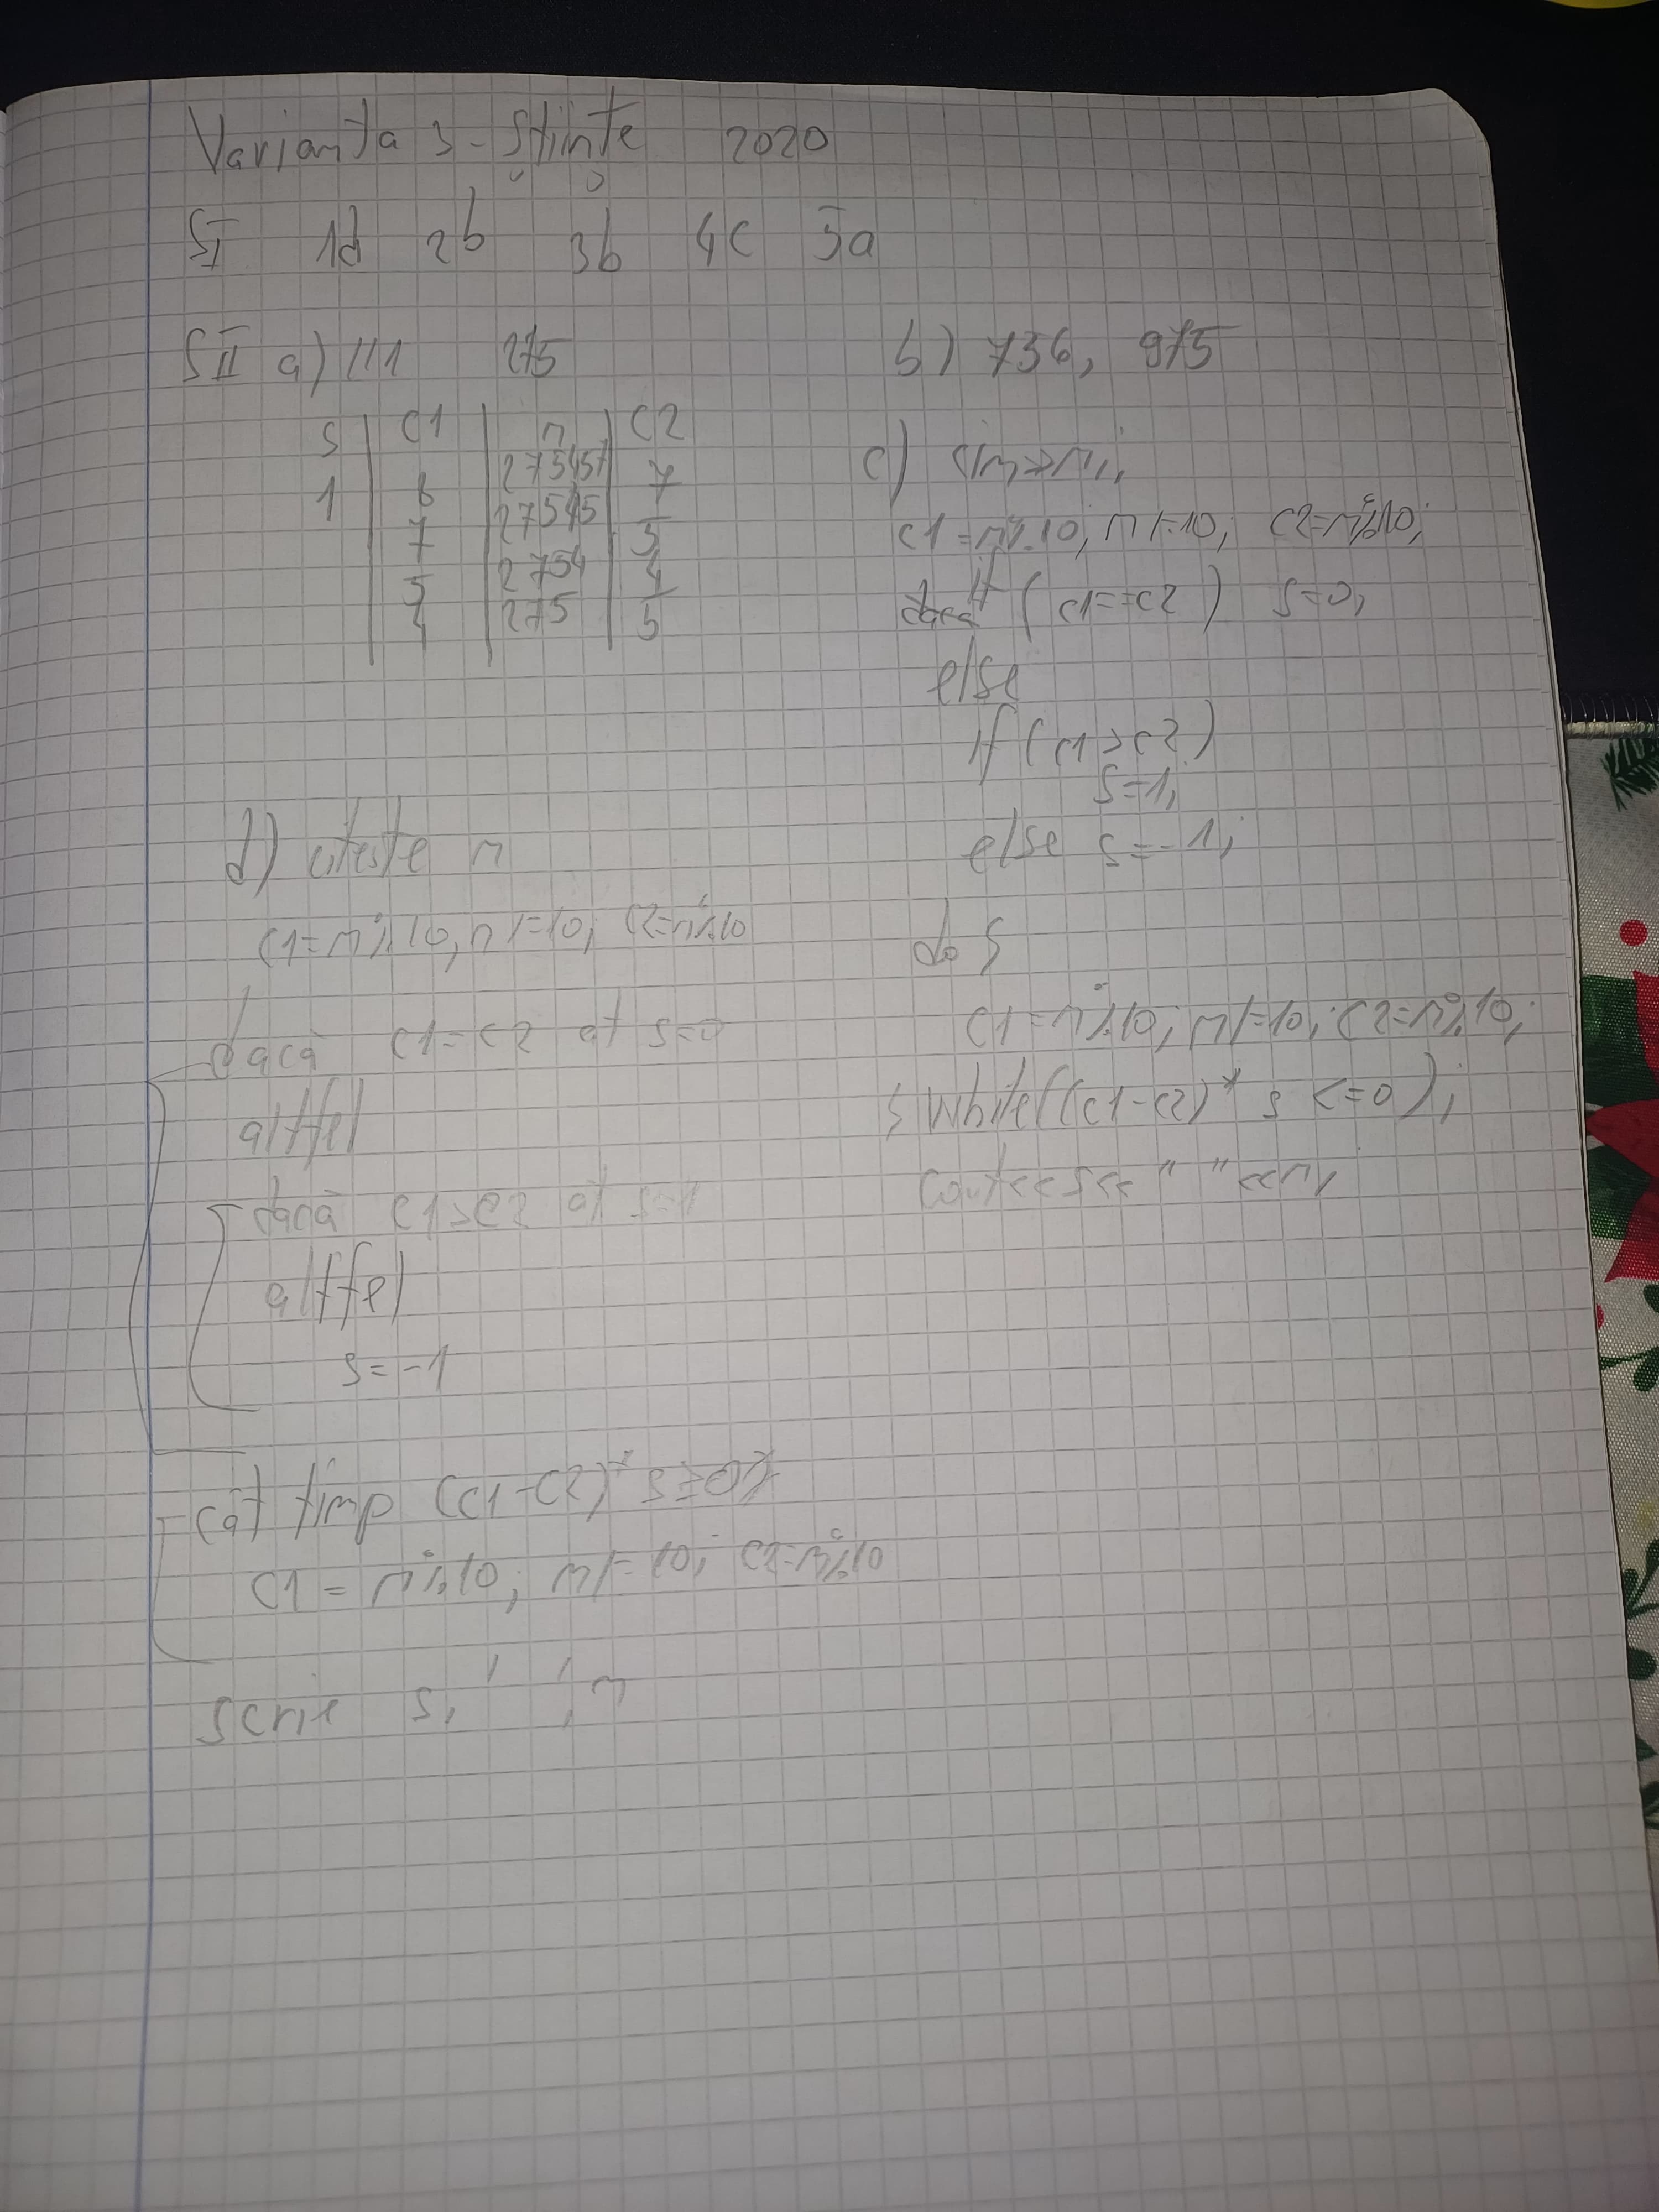 Varianta 3 - Științe 2020
SI 1d 2b 3b 4c 5a
SII a) 111 275
S C1 n C2
275457 7
1 8 27545 7
7 2754 5
5 275 4
4 5
b) 736, 975
c) cin>>n;
c1=n%10; n/=10; c2=n%10;
if (c1==c2) s=0;
else
if (c1>c2)
s=1;
else s=-1;
do {
c1=n%10; n/=10; c2=n%10;
} while((c1-c2)*s>=0);
cout<<s<<" "<<n;
d) citește n
c1=n%10; n/=10; c2=n%10
dacă c1=c2 at s=0
altfel
dacă c1>c2 at s=1
altfel
s=-1
cât timp (c1-c2)*s
c1=n%10; n/=10; c2=n%10
scrie s,' ',n